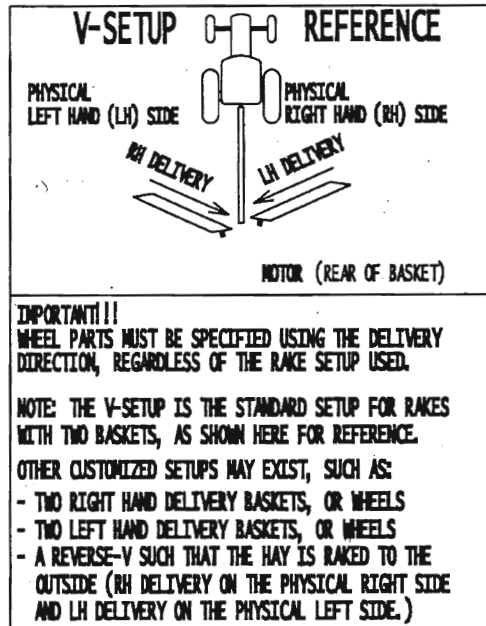 V-SETUP REFERENCE
PHYSICAL
LEFT HAND (LH) SIDE
PHYSICAL
RIGHT HAND (RH) SIDE
RH DELIVERY
LH DELIVERY
MOTOR (REAR OF BASKET)
IMPORTANT!!!
WHEEL PARTS MUST BE SPECIFIED USING THE DELIVERY
DIRECTION, REGARDLESS OF THE RAKE SETUP USED.
NOTE: THE V-SETUP IS THE STANDARD SETUP FOR RAKES
WITH TWO BASKETS, AS SHOWN HERE FOR REFERENCE.
OTHER CUSTOMIZED SETUPS MAY EXIST, SUCH AS:
- TWO RIGHT HAND DELIVERY BASKETS, OR WHEELS
- TWO LEFT HAND DELIVERY BASKETS, OR WHEELS
- A REVERSE-V SUCH THAT THE HAY IS RAKED TO THE
OUTSIDE (RH DELIVERY ON THE PHYSICAL RIGHT SIDE
AND LH DELIVERY ON THE PHYSICAL LEFT SIDE.)